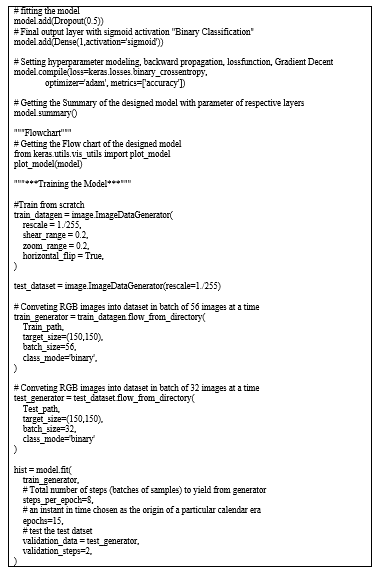 # fitting the model
model.add(Dropout(0.5))
#Final output layer with sigmoid activation "Binary Classification"
model.add(Dense(1,activation='sigmoid'))
# Setting hyperparameter modeling, backward propagation, lossfunction, Gradient Decent
model.compile(loss=keras.losses.binary_crossentropy,
optimizer='adam', metrics=['accuracy'])
# Getting the Summary of the designed model with parameter of respective layers
model.summary()
"""Flowchart"""
# Getting the Flow chart of the designed model
from keras.utils.vis_utils import plot_model
plot_model(model)
"""***Training the Model***"""
#Train from scratch
train_datagen = image.ImageDataGenerator(
rescale = 1./255,
shear_range = 0.2,
zoom_range = 0.2,
horizontal_flip = True,
)
test_dataset = image.ImageDataGenerator(rescale=1./255)
# Conveting RGB images into dataset in batch of 56 images at a time
train_generator = train_datagen.flow_from_directory(
Train_path,
target_size=(150,150),
batch_size=56,
class_mode='binary',
)
# Conveting RGB images into dataset in batch of 32 images at a time
test_generator = test_dataset.flow_from_directory(
Test_path,
target_size=(150,150),
batch_size=32,
class_mode='binary'
)
hist = model.fit(
train_generator,
# Total number of steps (batches of samples) to yield from generator
steps_per_epoch=8,
# an instant in time chosen as the origin of a particular calendar era
epochs=15,
# test the test datset
validation_data = test_generator,
validation_steps=2,
)